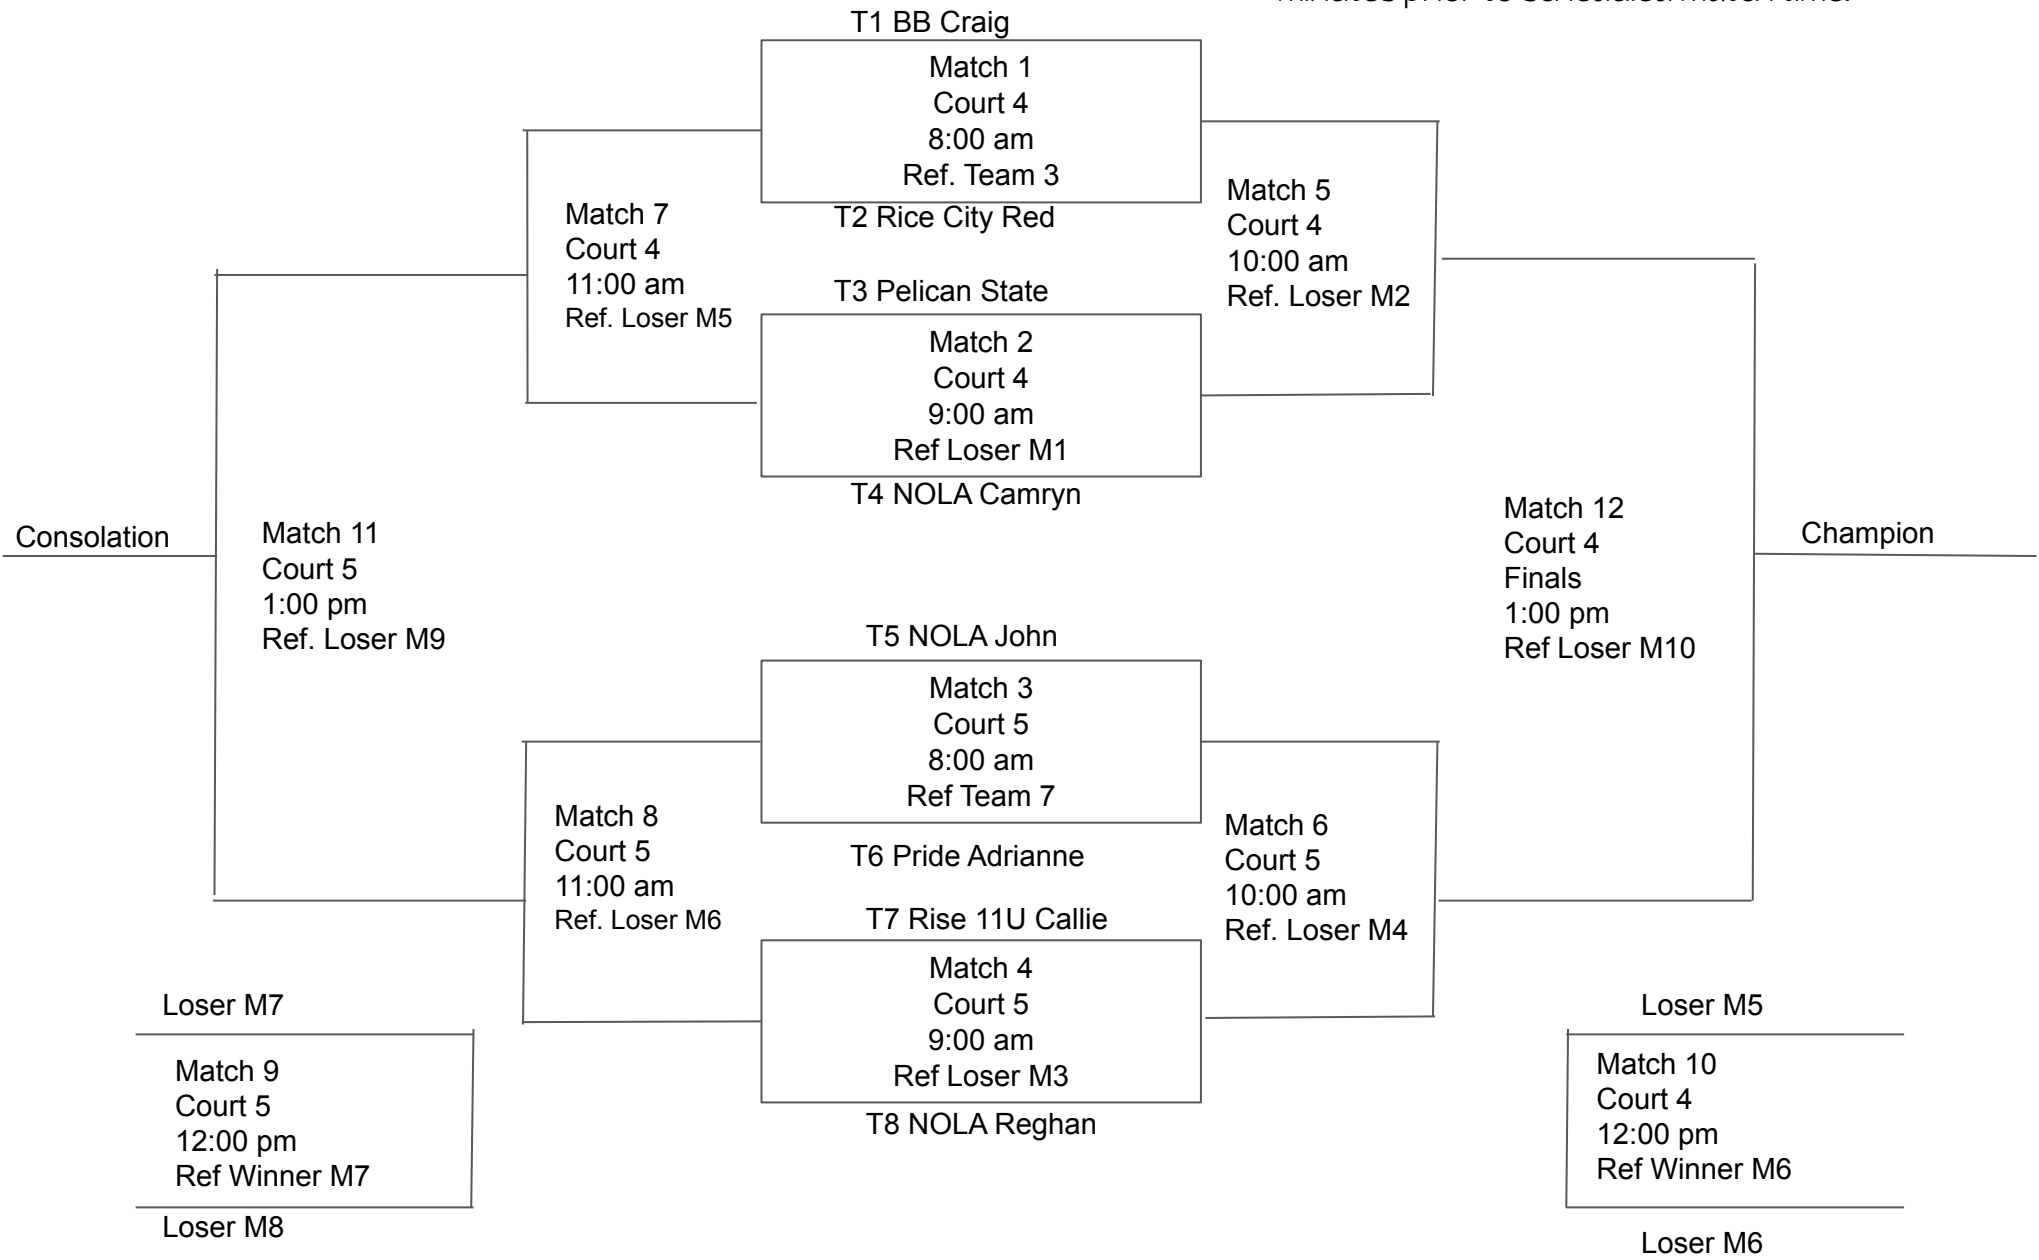 minutes prior to scheduled match time.
T1 BB Craig
Match 1
Court 4
8:00 am
Ref. Team 3
T2 Rice City Red
Match 7
Court 4
11:00 am
Ref. Loser M5
Match 5
Court 4
10:00 am
Ref. Loser M2
T3 Pelican State
Match 2
Court 4
9:00 am
Ref Loser M1
T4 NOLA Camryn
Consolation
Match 11
Court 5
1:00 pm
Ref. Loser M9
Match 12
Court 4
Finals
1:00 pm
Ref Loser M10
Champion
T5 NOLA John
Match 3
Court 5
8:00 am
Ref Team 7
T6 Pride Adrianne
Match 8
Court 5
11:00 am
Ref. Loser M6
Match 6
Court 5
10:00 am
Ref. Loser M4
T7 Rise 11U Callie
Match 4
Court 5
9:00 am
Ref Loser M3
T8 NOLA Reghan
Loser M7
Match 9
Court 5
12:00 pm
Ref Winner M7
Loser M8
Loser M5
Match 10
Court 4
12:00 pm
Ref Winner M6
Loser M6